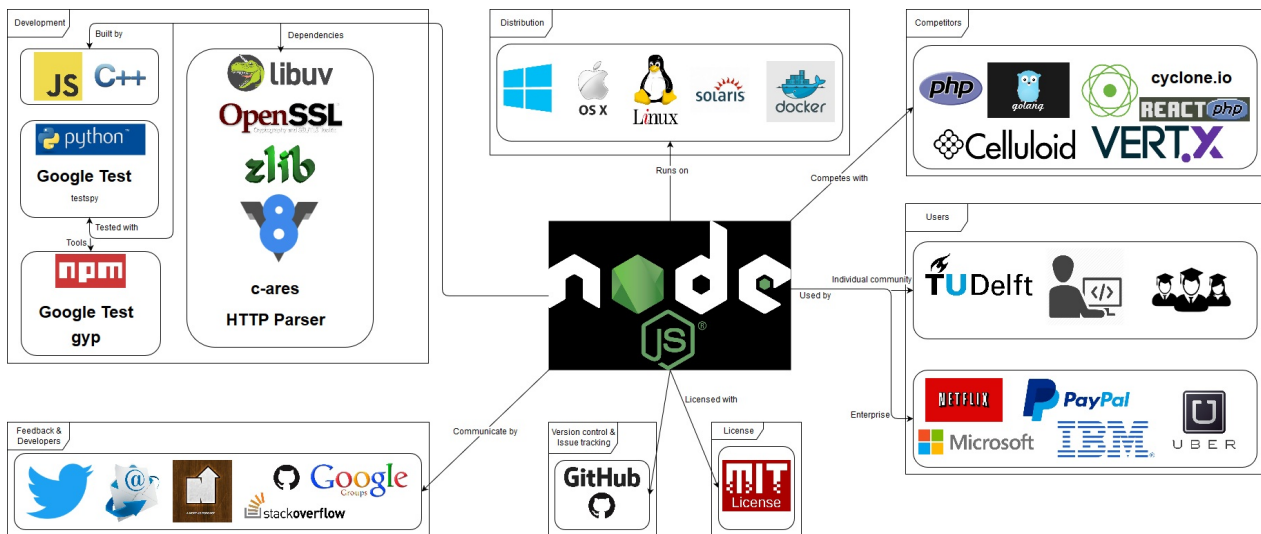 Development
Built by
JS
C++
python™
Google Test
testspy
Tested with
Tools
npm
Google Test
gyp
Dependencies
libuv
OpenSSL
zlib
V8
c-ares
HTTP Parser
Distribution
OS X
Linux
solaris
docker
Runs on
Competitors
php
golang
cyclone.io
REACT php
Celluloid
VERT.X
Competes with
node
JS®
Users
Individual community
Used by
TUDelft
</>
Enterprise
NETFLIX
PayPal
Microsoft
IBM®
UBER
Feedback &
Developers
Communicate by
@
Google
Groups
stackoverflow
Version control &
Issue tracking
GitHub
Licensed with
License
MIT
License